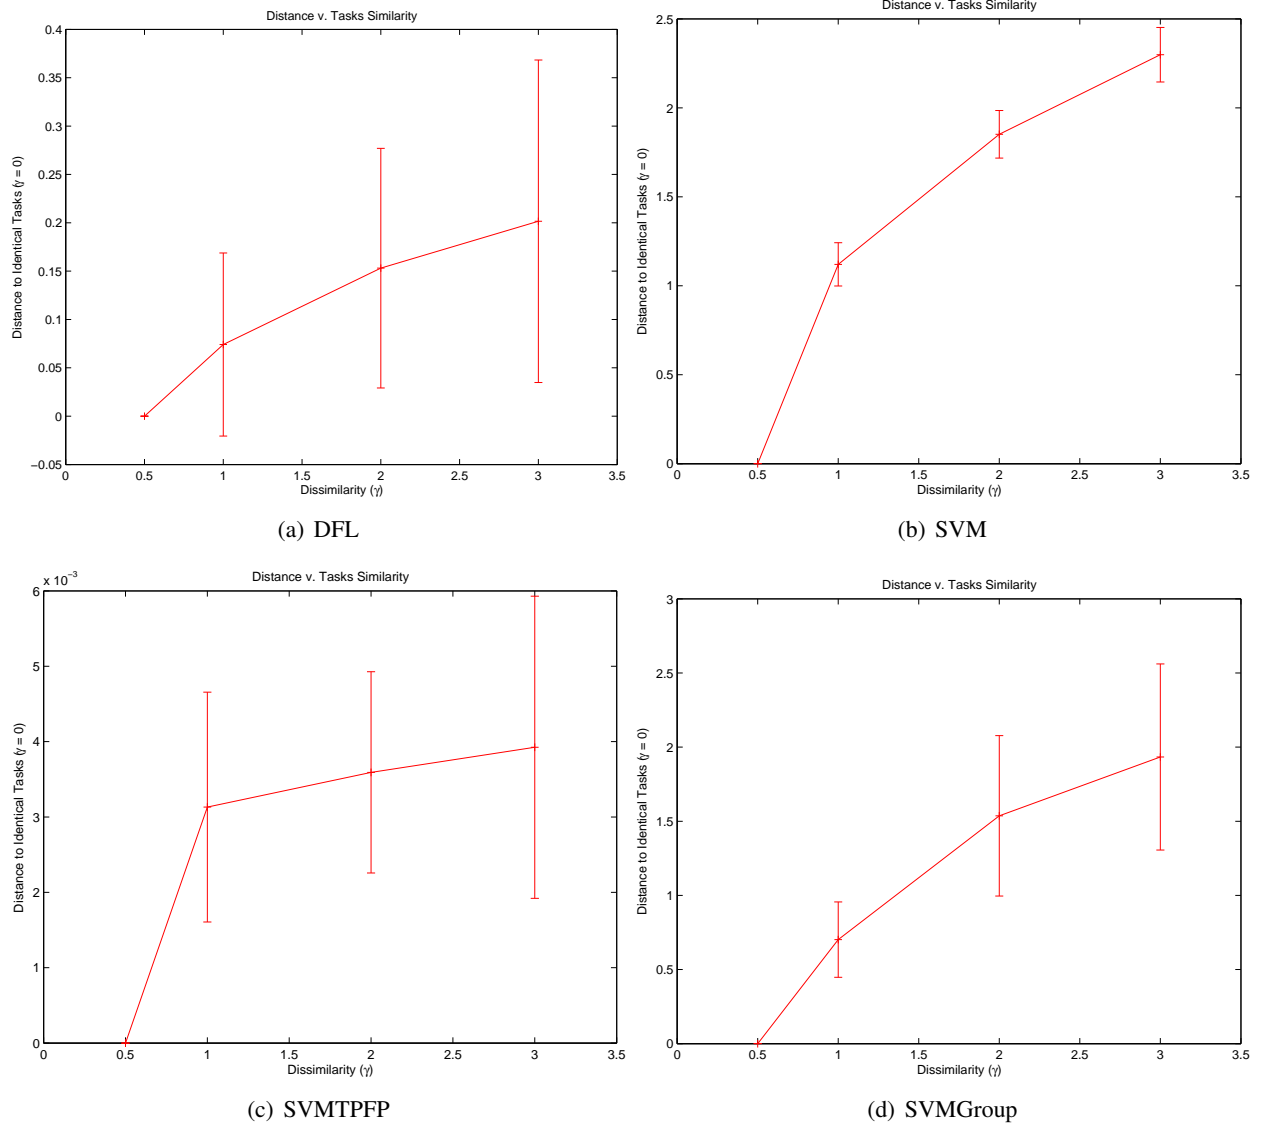 Distance v. Tasks Similarity
0.4
0.35
0.3
0.25
0.2
0.15
0.1
0.05
0
−0.05
Distance to Identical Tasks (γ = 0)
0 0.5 1 1.5 2 2.5 3 3.5
Dissimilarity (γ)
(a) DFL
Distance v. Tasks Similarity
2.5
2
1.5
1
0.5
0
Distance to Identical Tasks (γ = 0)
0 0.5 1 1.5 2 2.5 3 3.5
Dissimilarity (γ)
(b) SVM
Distance v. Tasks Similarity
x 10⁻³
6
5
4
3
2
1
0
Distance to Identical Tasks (γ = 0)
0 0.5 1 1.5 2 2.5 3 3.5
Dissimilarity (γ)
(c) SVMTPFP
Distance v. Tasks Similarity
3
2.5
2
1.5
1
0.5
0
Distance to Identical Tasks (γ = 0)
0 0.5 1 1.5 2 2.5 3 3.5
Dissimilarity (γ)
(d) SVMGroup